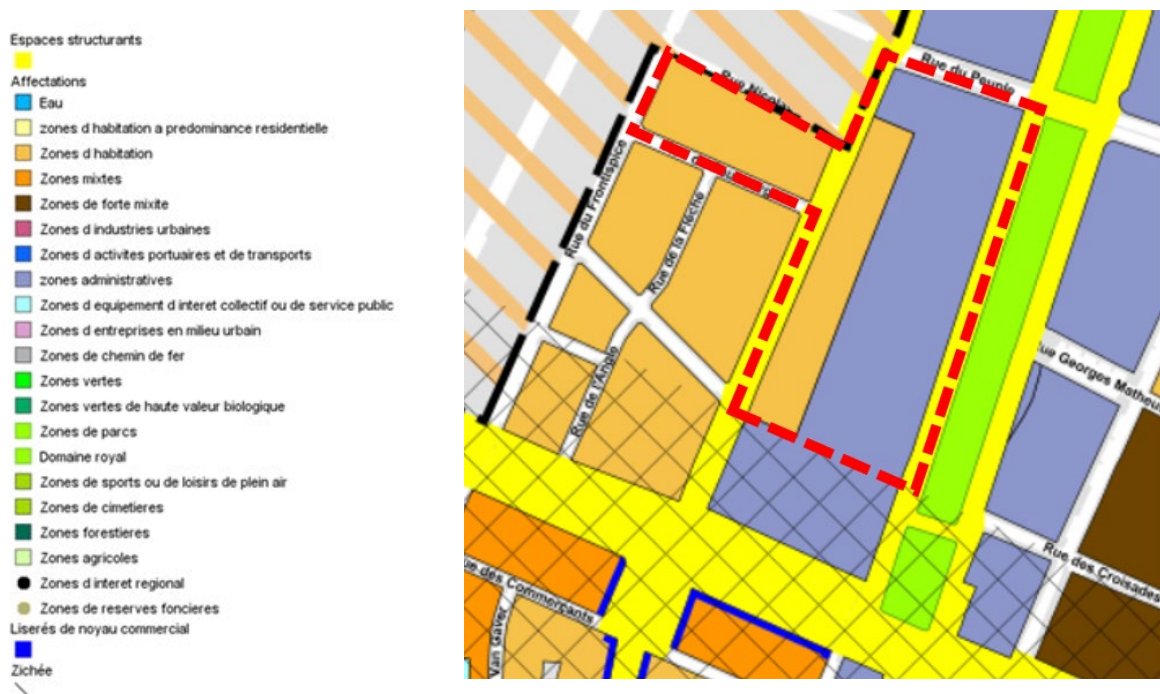 Espaces structurants
Affectations
Eau
zones d habitation a predominance residentielle
Zones d habitation
Zones mixtes
Zones de forte mixite
Zones d industries urbaines
Zones d activites portuaires et de transports
zones administratives
Zones d equipement d interet collectif ou de service public
Zones d entreprises en milieu urbain
Zones de chemin de fer
Zones vertes
Zones vertes de haute valeur biologique
Zones de parcs
Domaine royal
Zones de sports ou de loisirs de plein air
Zones de cimetieres
Zones forestieres
Zones agricoles
Zones d interet regional
Zones de reserves foncieres
Liserés de noyau commercial
Zichée
Rue du Peuple
Rue Nicolay
Rue du Frontispice
Rue de la Flèche
Rue de l'Angle
Rue Georges Matheus
Rue des Croisades
Rue des Commerçants
Van Gaver